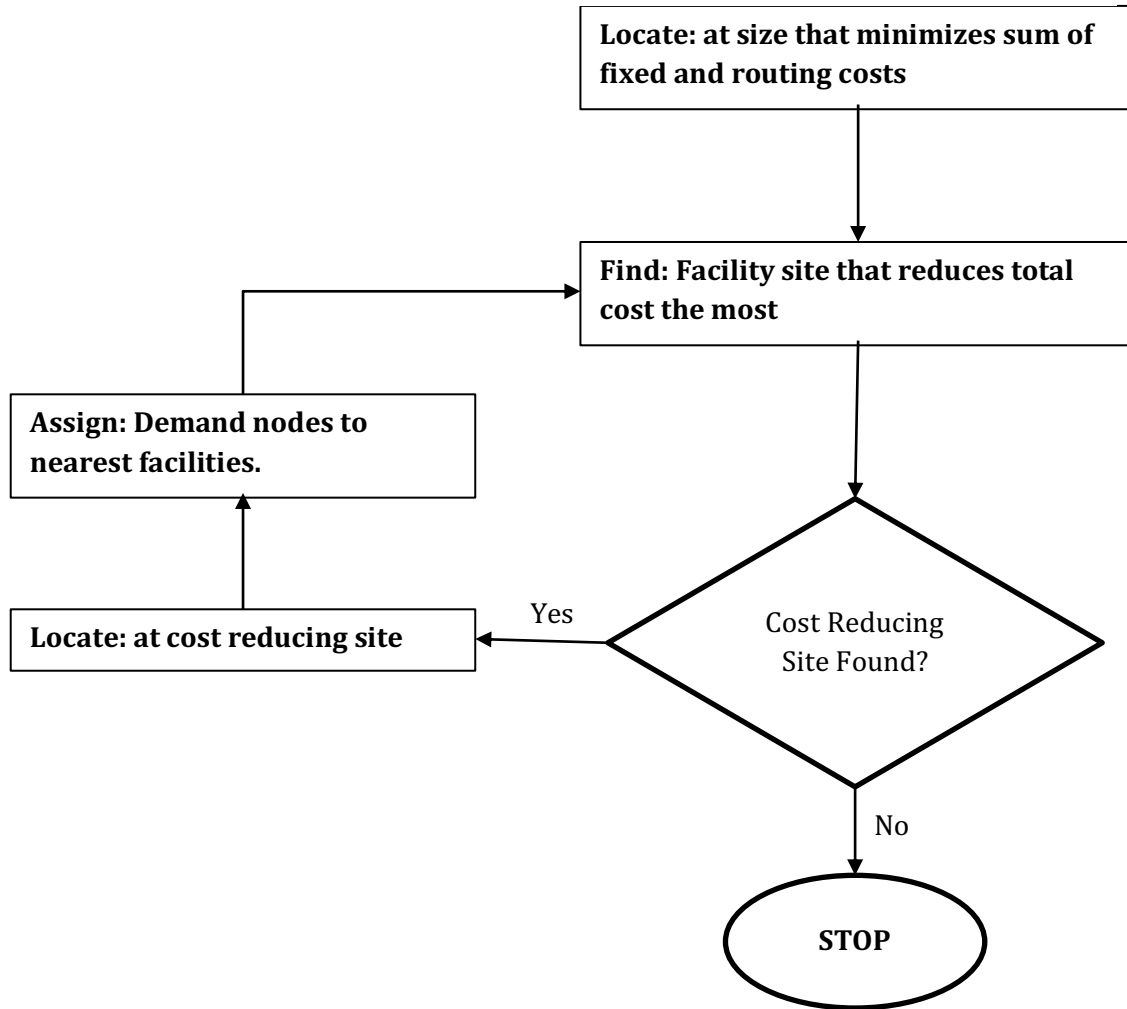 Locate: at size that minimizes sum of
fixed and routing costs
Find: Facility site that reduces total
cost the most
Assign: Demand nodes to
nearest facilities.
Locate: at cost reducing site
Yes
Cost Reducing
Site Found?
No
STOP